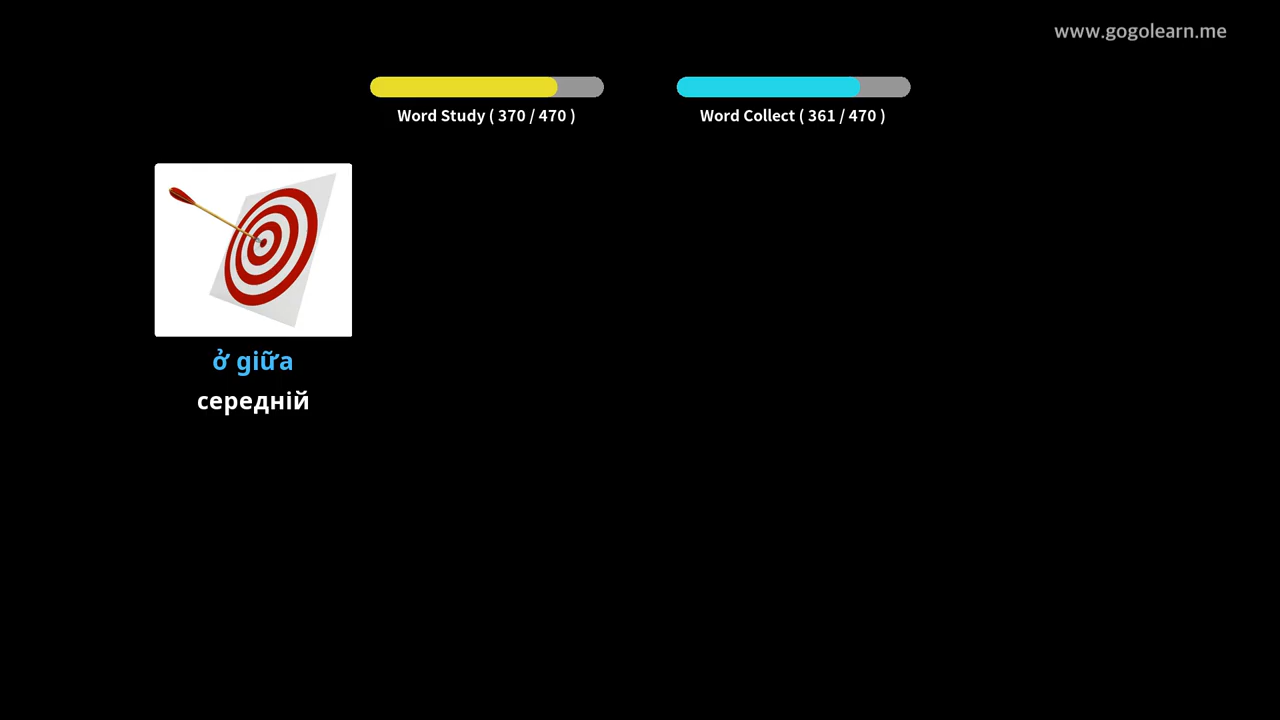 www.gogolearn.me
Word Study ( 370 / 470 )
Word Collect ( 361 / 470 )
ở giữa
середній